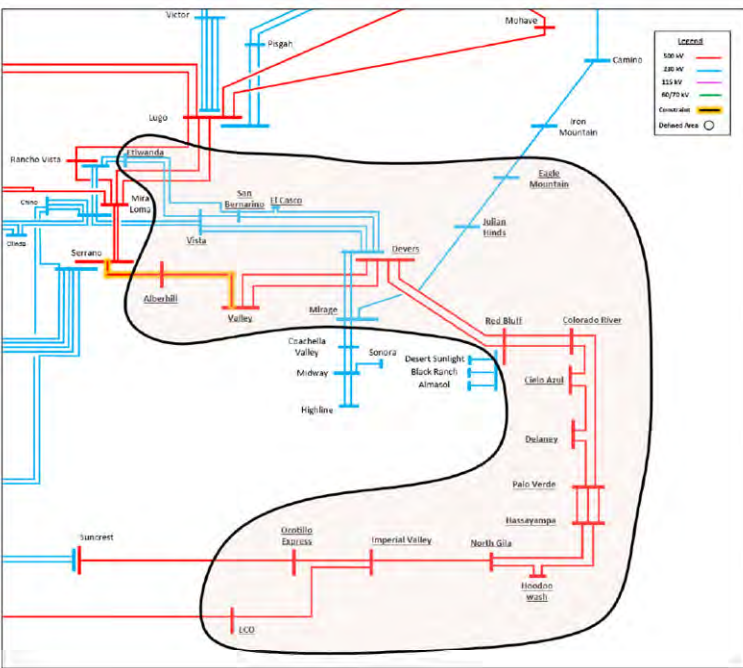 Victor
Pisgah
Mohave
Legend
500 kV
230 kV
115 kV
60/70 kV
Constraint
Defined Area
Camino
Lugo
Iron
Mountain
Rancho Vista
Etiwanda
Eagle
Mountain
San
Bernarino
El Casco
Chino
Mira
Loma
Julian
Hinds
Olinda
Vista
Devers
Serrano
Alberhill
Valley
Mirage
Red Bluff
Colorado River
Coachella
Valley
Sonora
Desert Sunlight
Black Ranch
Almasol
Midway
Cielo Azul
Highline
Delaney
Palo Verde
Hassayampa
Suncrest
Ocotillo
Express
Imperial Valley
North Gila
Hoodoo
Wash
ECO